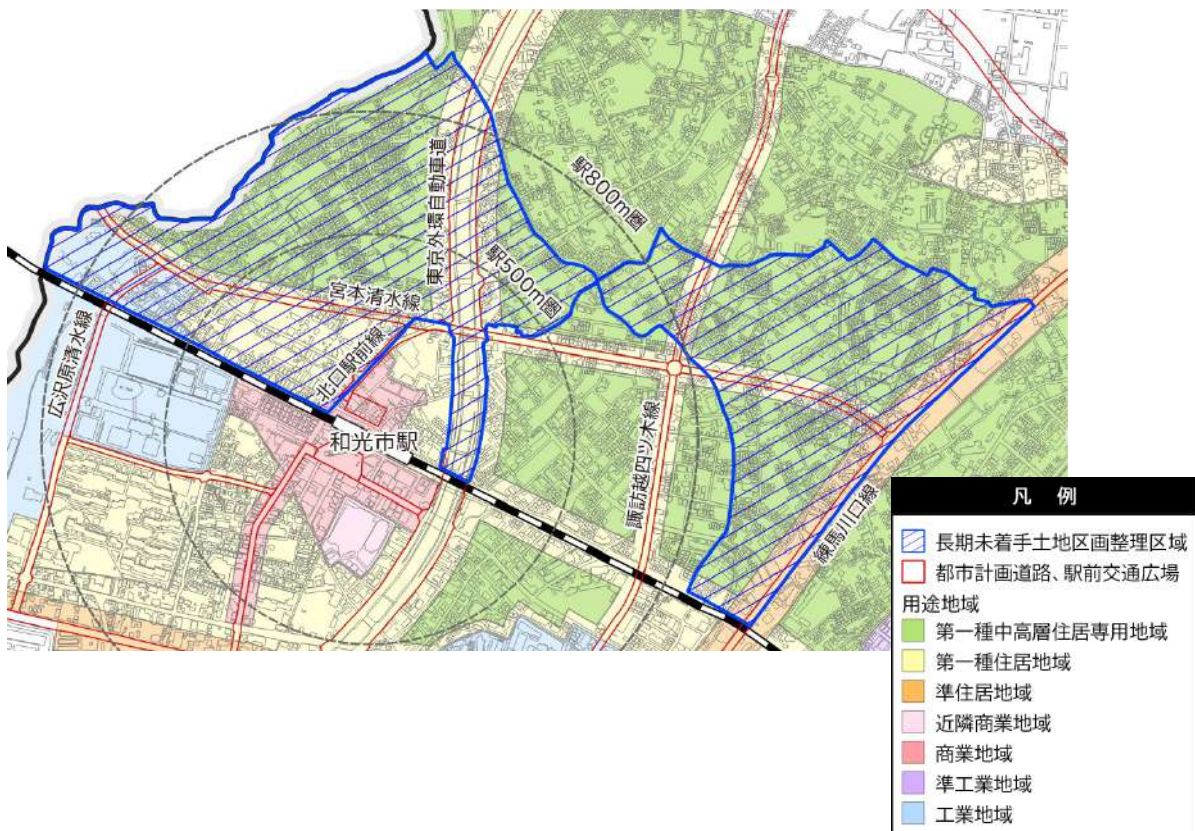 駅800m圏
東京外環自動車道
駅500m圏
宮本清水線
北口駅前線
広沢原清水線
和光市駅
諏訪越四ツ木線
練馬川口線
凡 例
長期未着手土地区画整理区域
都市計画道路、駅前交通広場
用途地域
第一種中高層住居専用地域
第一種住居地域
準住居地域
近隣商業地域
商業地域
準工業地域
工業地域